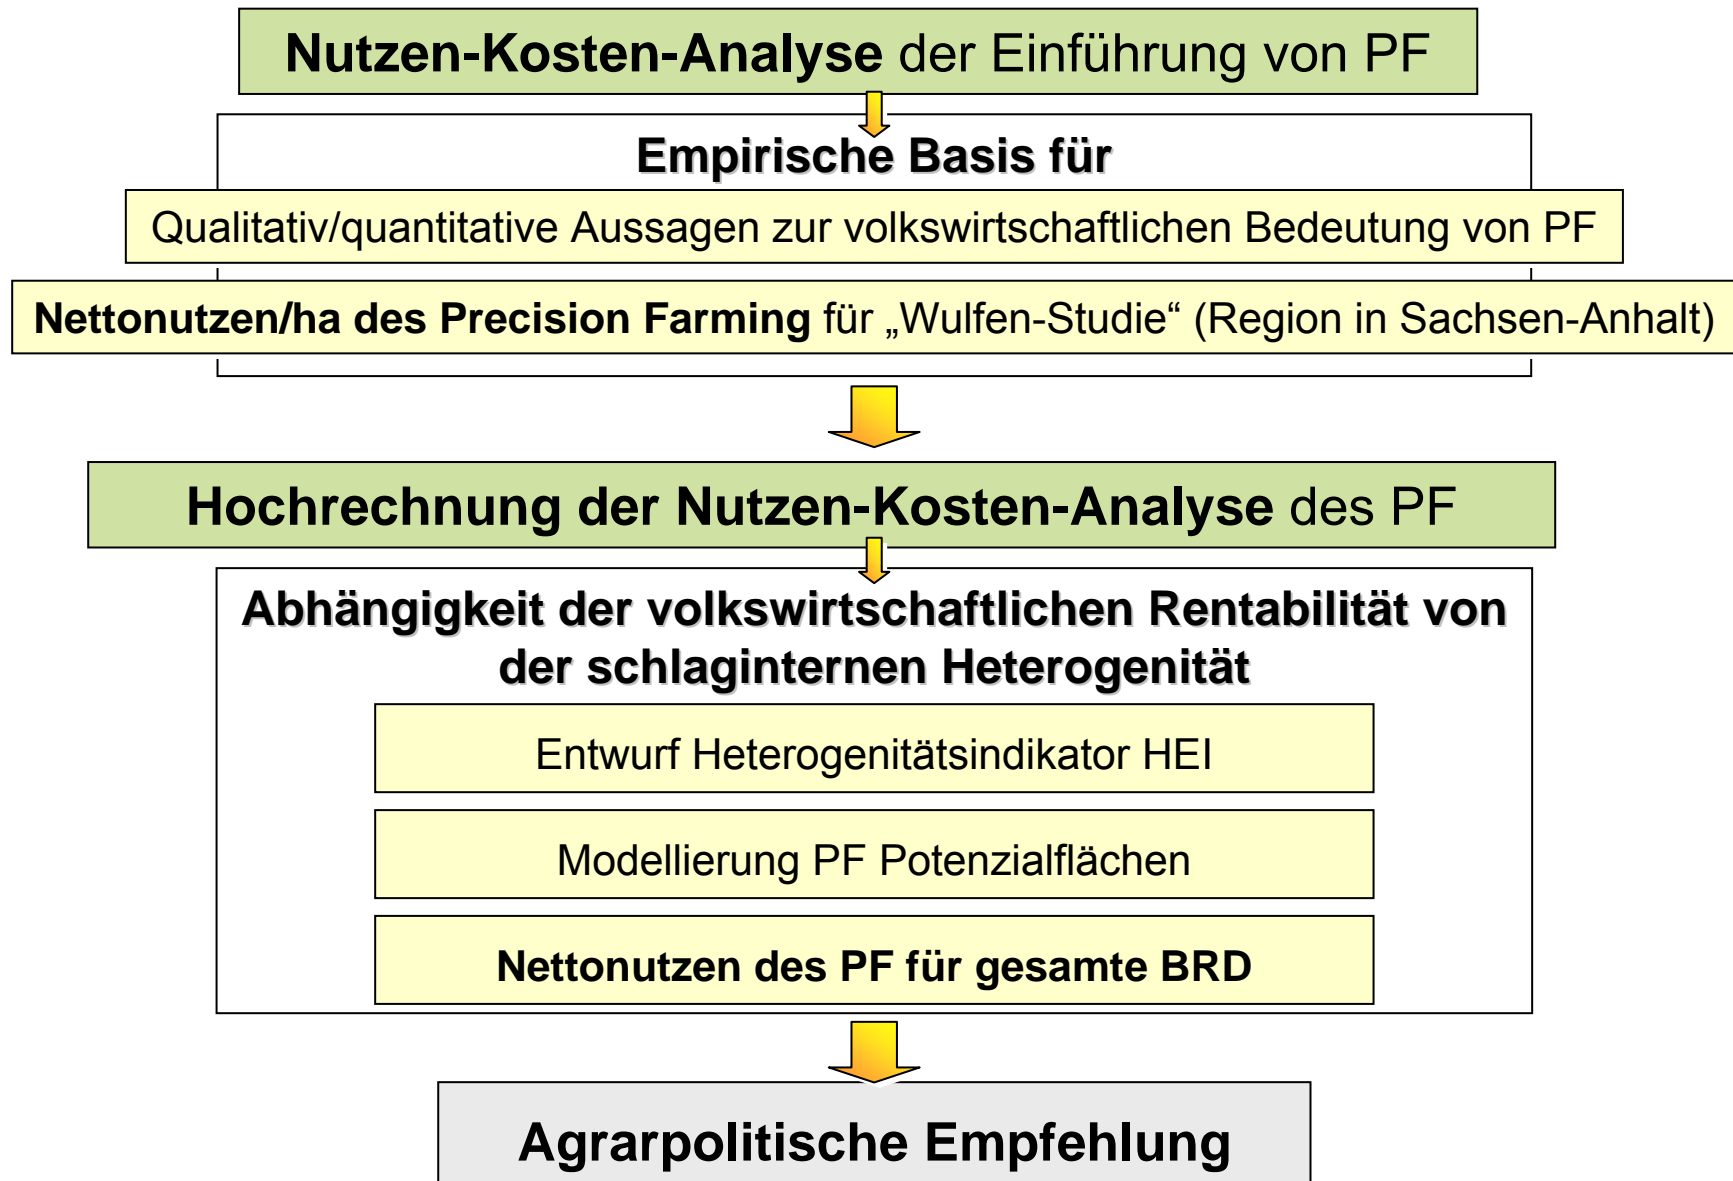 Nutzen-Kosten-Analyse der Einführung von PF
Empirische Basis für
Qualitativ/quantitative Aussagen zur volkswirtschaftlichen Bedeutung von PF
Nettonutzen/ha des Precision Farming für „Wulfen-Studie“ (Region in Sachsen-Anhalt)
Hochrechnung der Nutzen-Kosten-Analyse des PF
Abhängigkeit der volkswirtschaftlichen Rentabilität von
der schlaginternen Heterogenität
Entwurf Heterogenitätsindikator HEI
Modellierung PF Potenzialflächen
Nettonutzen des PF für gesamte BRD
Agrarpolitische Empfehlung